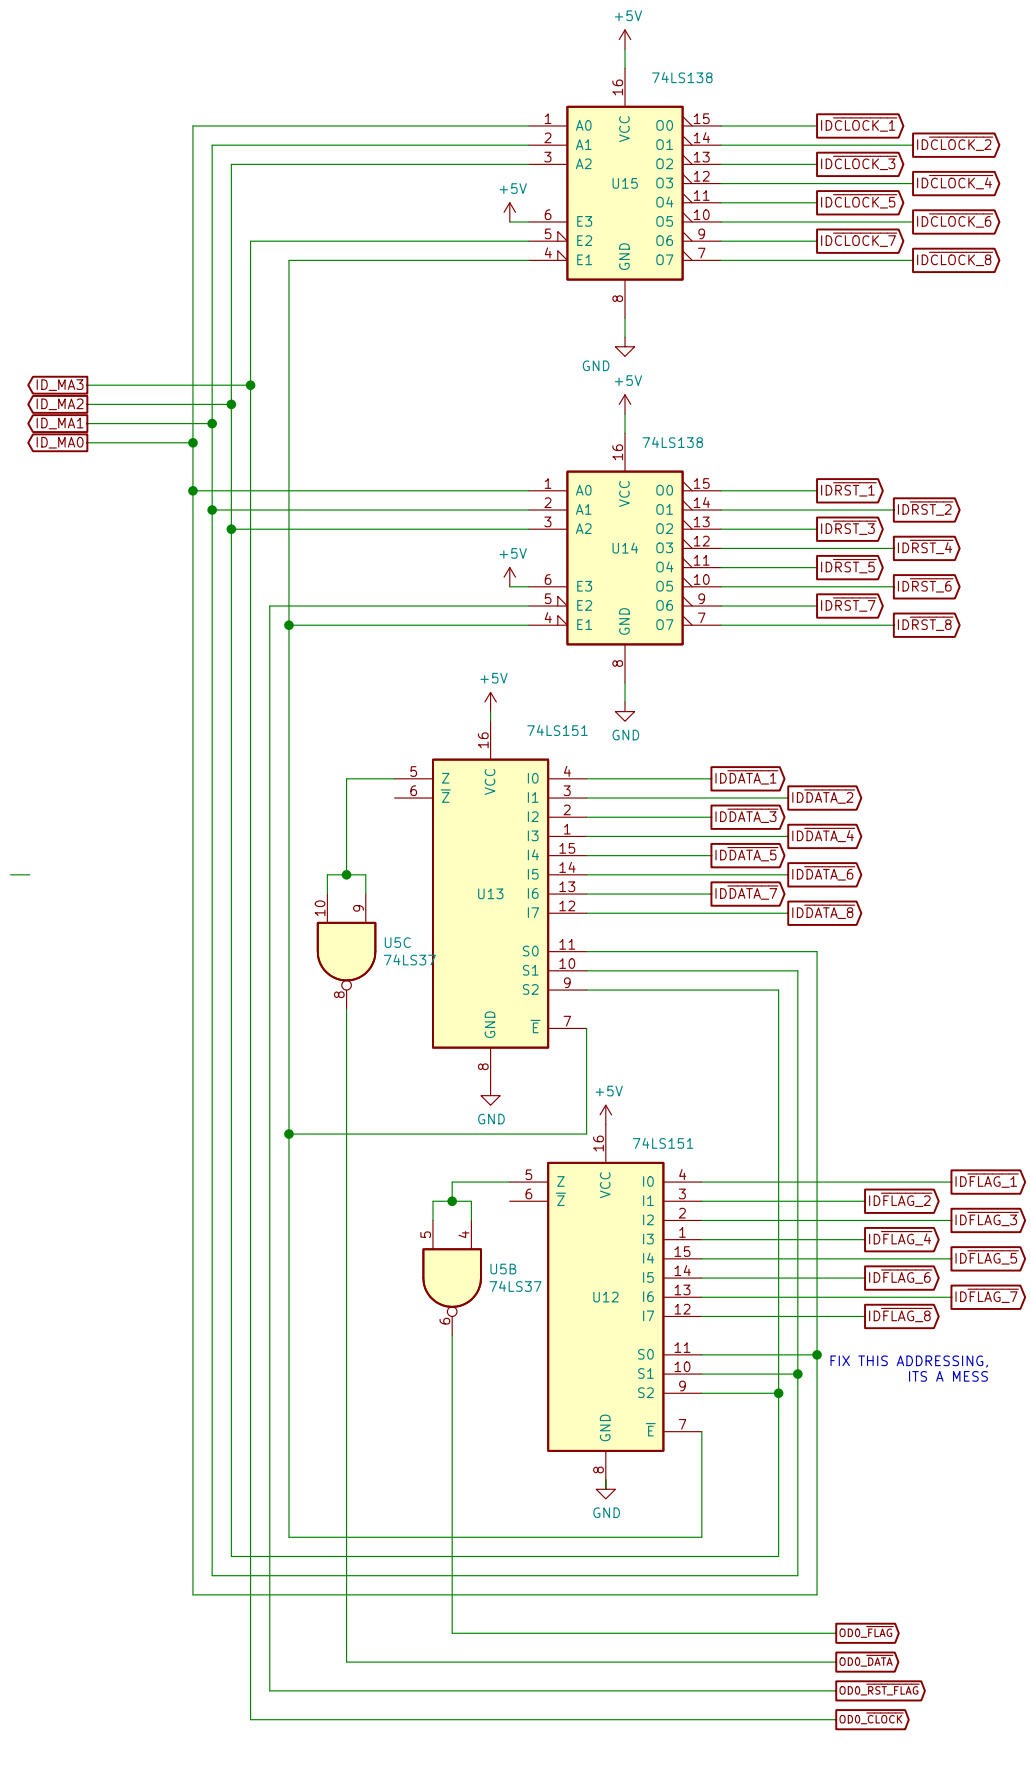 +5V
74LS138
16
VCC
1 A0 O0 15 IDCLOCK_1
2 A1 O1 14 IDCLOCK_2
3 A2 O2 13 IDCLOCK_3
U15 O3 12 IDCLOCK_4
+5V
O4 11 IDCLOCK_5
6 E3 O5 10 IDCLOCK_6
5 E2 O6 9 IDCLOCK_7
4 E1 O7 7 IDCLOCK_8
GND
8
GND
+5V
ID_MA3
ID_MA2
ID_MA1
ID_MA0
74LS138
16
VCC
1 A0 O0 15 IDRST_1
2 A1 O1 14 IDRST_2
3 A2 O2 13 IDRST_3
U14 O3 12 IDRST_4
+5V
O4 11 IDRST_5
6 E3 O5 10 IDRST_6
5 E2 O6 9 IDRST_7
4 E1 O7 7 IDRST_8
GND
8
GND
+5V
74LS151
16
VCC
5 Z I0 4 IDDATA_1
6 Z I1 3 IDDATA_2
I2 2 IDDATA_3
I3 1 IDDATA_4
I4 15 IDDATA_5
I5 14 IDDATA_6
U13 I6 13 IDDATA_7
I7 12 IDDATA_8
10 9
U5C
74LS37
8
S0 11
S1 10
S2 9
E 7
GND
8
GND
+5V
74LS151
16
VCC
5 Z I0 4 IDFLAG_1
6 Z I1 3 IDFLAG_2
I2 2 IDFLAG_3
I3 1 IDFLAG_4
I4 15 IDFLAG_5
I5 14 IDFLAG_6
U12 I6 13 IDFLAG_7
I7 12 IDFLAG_8
5 4
U5B
74LS37
6
S0 11
S1 10
S2 9
FIX THIS ADDRESSING,
ITS A MESS
E 7
GND
8
GND
OD0_FLAG
OD0_DATA
OD0_RST_FLAG
OD0_CLOCK